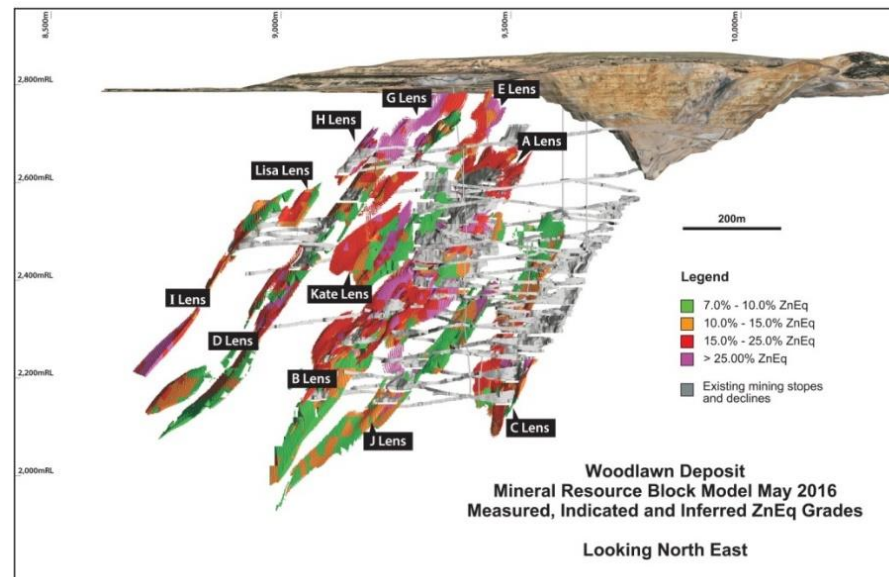 8,500m
9,000m
9,500m
10,000m
2,800mRL
G Lens
E Lens
H Lens
A Lens
Lisa Lens
2,600mRL
200m
2,400mRL
Kate Lens
I Lens
D Lens
Legend
7.0% - 10.0% ZnEq
10.0% - 15.0% ZnEq
15.0% - 25.0% ZnEq
> 25.00% ZnEq
Existing mining stopes
and declines
2,200mRL
B Lens
J Lens
C Lens
2,000mRL
Woodlawn Deposit
Mineral Resource Block Model May 2016
Measured, Indicated and Inferred ZnEq Grades
Looking North East